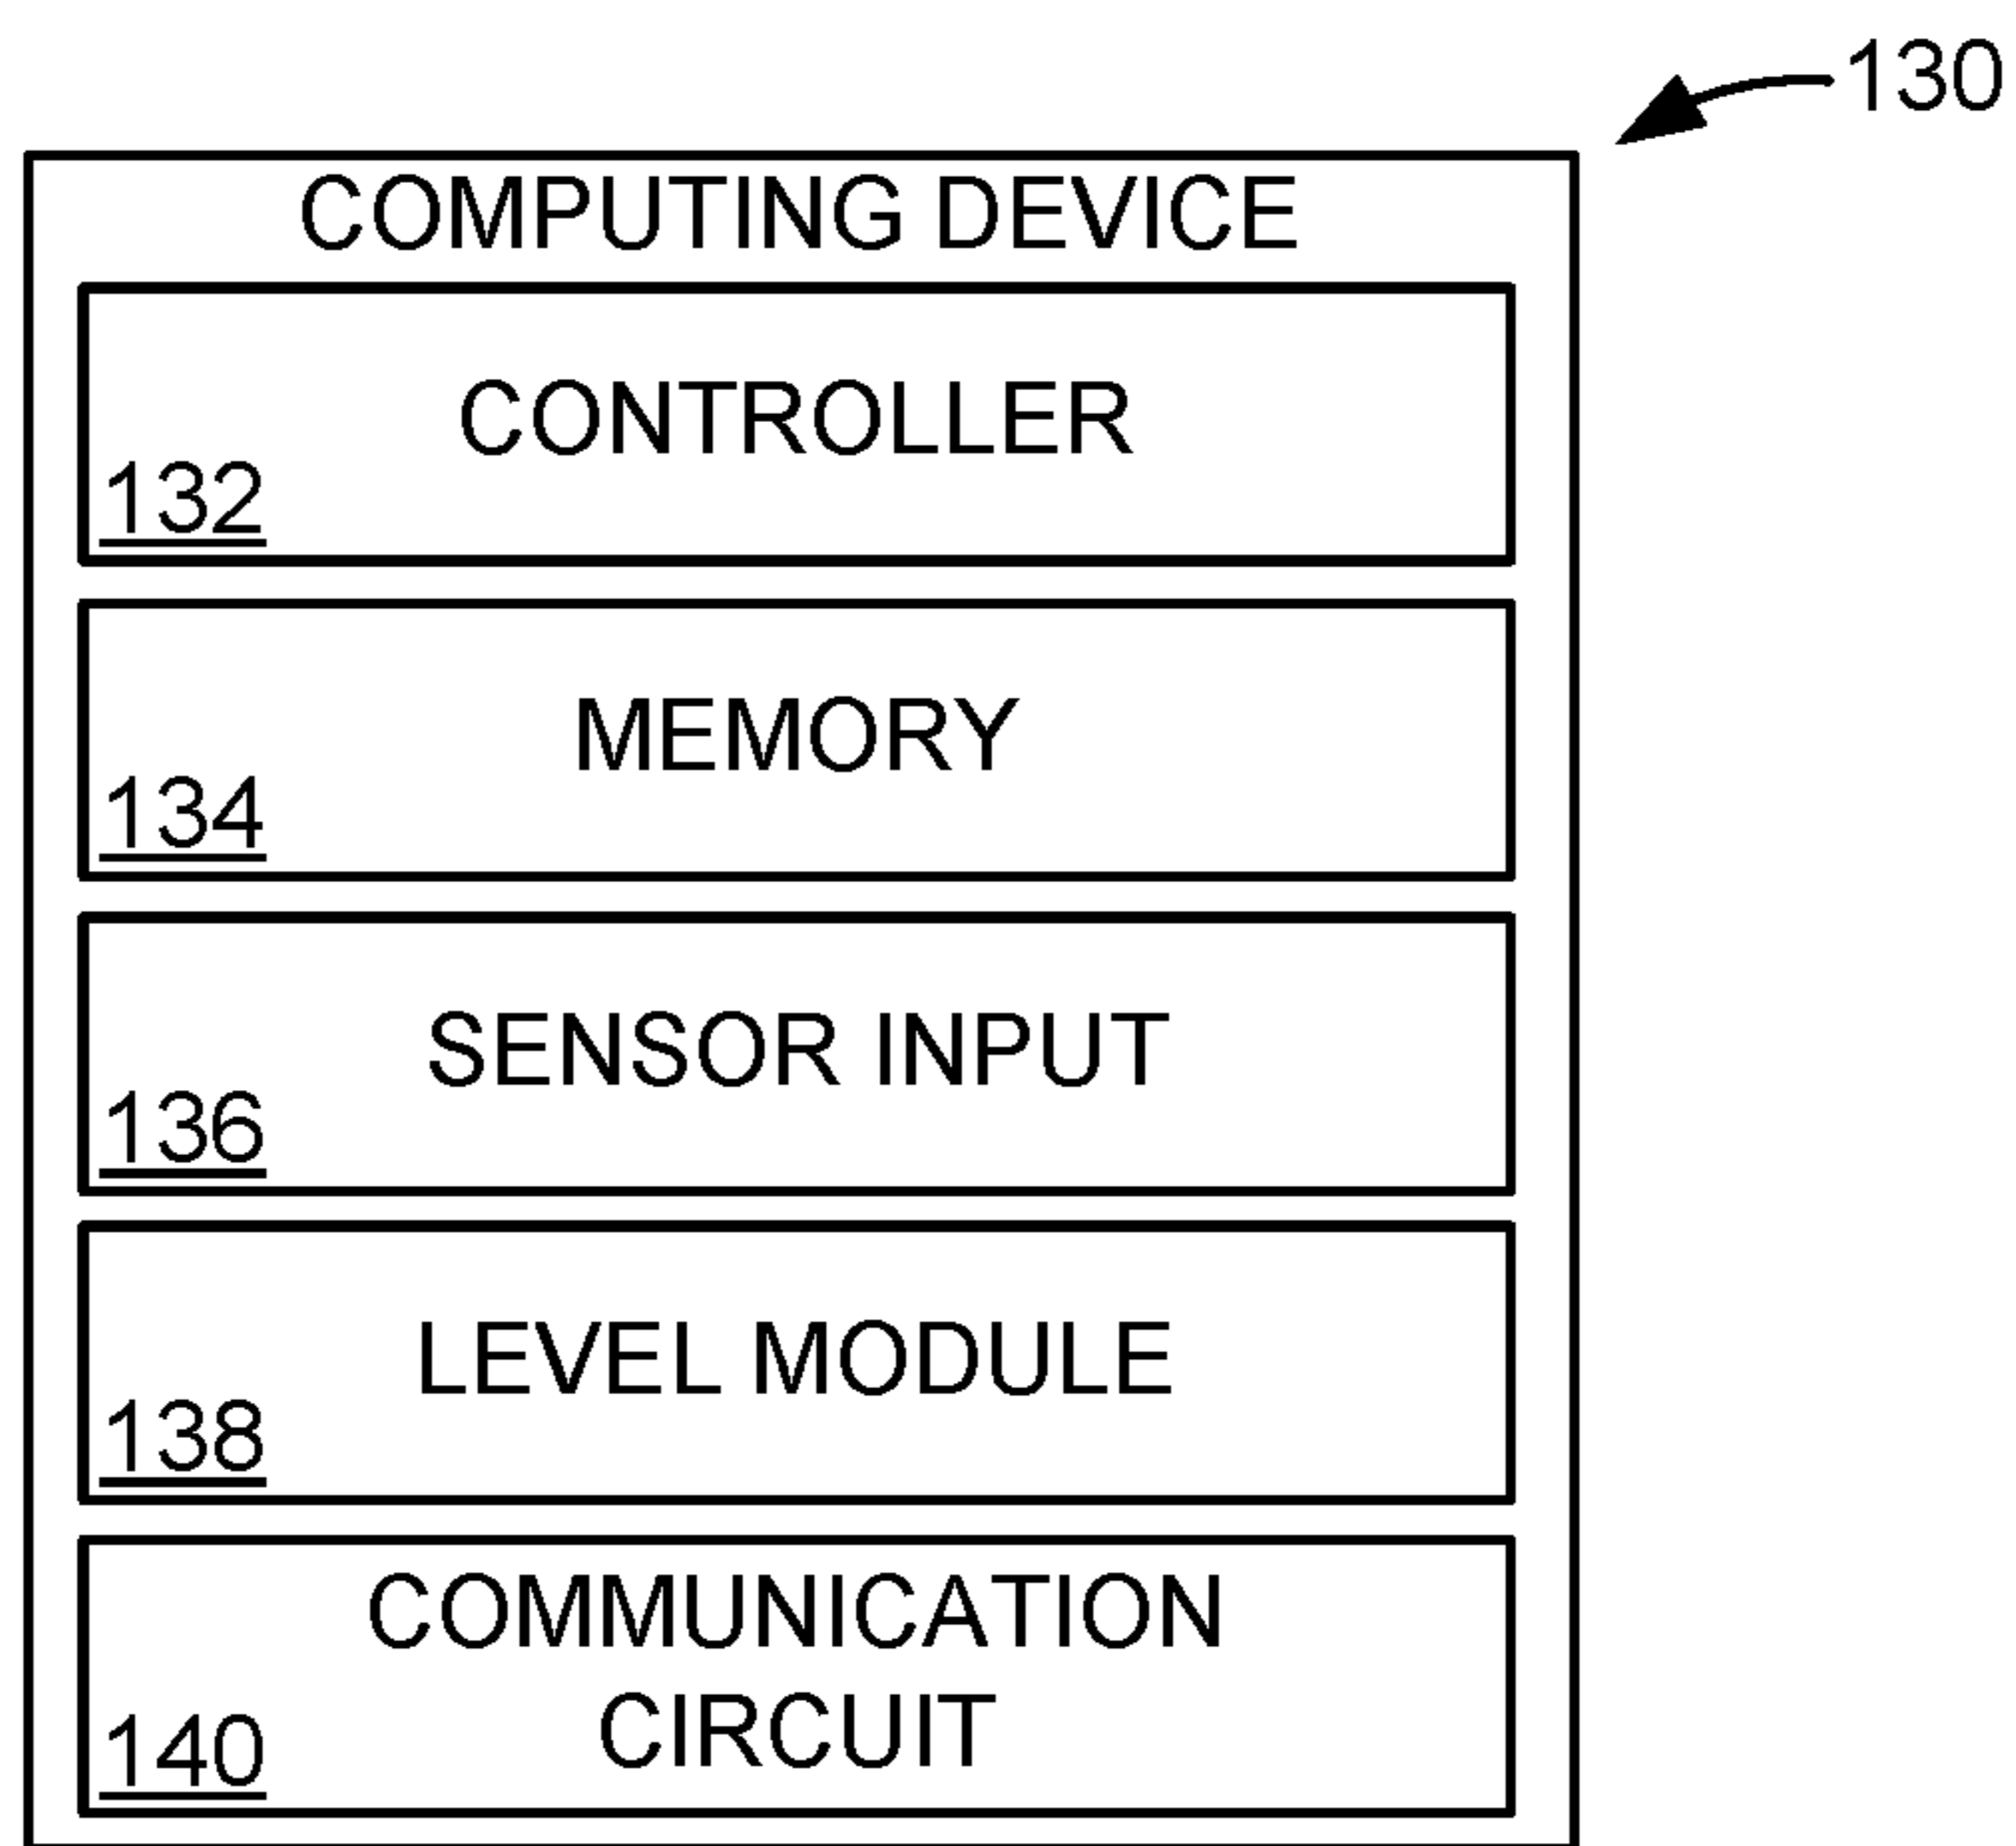 130
COMPUTING DEVICE
CONTROLLER
132
MEMORY
134
SENSOR INPUT
136
LEVEL MODULE
138
COMMUNICATION
CIRCUIT
140